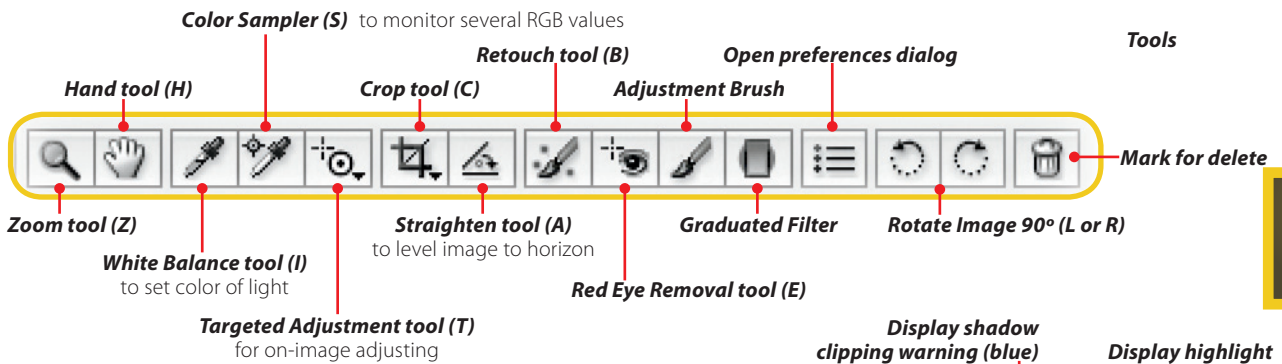 Color Sampler (S) to monitor several RGB values
Tools
Retouch tool (B)
Open preferences dialog
Hand tool (H)
Crop tool (C)
Adjustment Brush
Mark for delete
Zoom tool (Z)
Straighten tool (A)
to level image to horizon
Graduated Filter
Rotate Image 90º (L or R)
White Balance tool (I)
to set color of light
Red Eye Removal tool (E)
Targeted Adjustment tool (T)
for on-image adjusting
Display shadow
clipping warning (blue)
Display highlight